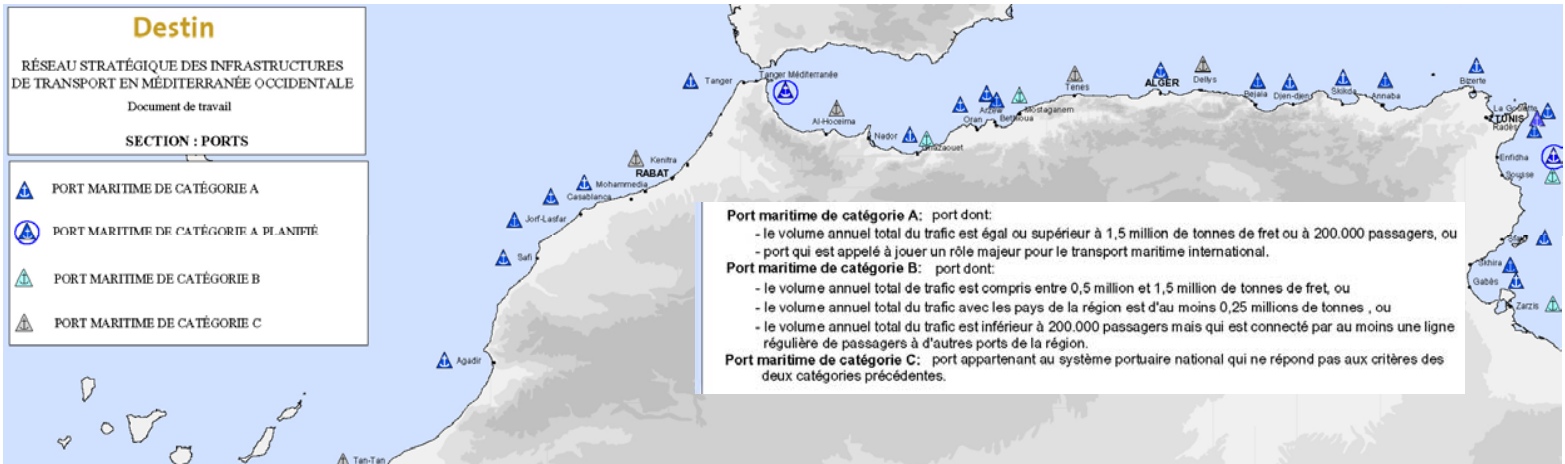 Destin
RÉSEAU STRATÉGIQUE DES INFRASTRUCTURES
DE TRANSPORT EN MÉDITERRANÉE OCCIDENTALE
Document de travail
SECTION : PORTS
PORT MARITIME DE CATÉGORIE A
PORT MARITIME DE CATÉGORIE A PLANIFIÉ
PORT MARITIME DE CATÉGORIE B
PORT MARITIME DE CATÉGORIE C
Tanger
Tanger Méditerranée
Al-Hoceima
Nador
Ghazaouet
Oran
Arzew
Bethioua
Mostaganem
Tenes
ALGER
Dellys
Bejaia
Djen-djen
Skikda
Annaba
Bizerte
La Goulette
TUNIS
Radès
Enfidha
Sousse
Sfax
Skhira
Gabès
Zarzis
Kenitra
RABAT
Mohammedia
Casablanca
Jorf-Lasfar
Safi
Agadir
Tan-Tan
Port maritime de catégorie A: port dont:
- le volume annuel total du trafic est égal ou supérieur à 1,5 million de tonnes de fret ou à 200.000 passagers, ou
- port qui est appelé à jouer un rôle majeur pour le transport maritime international.
Port maritime de catégorie B: port dont:
- le volume annuel total de trafic est compris entre 0,5 million et 1,5 million de tonnes de fret, ou
- le volume annuel total du trafic avec les pays de la région est d'au moins 0,25 millions de tonnes , ou
- le volume annuel total du trafic est inférieur à 200.000 passagers mais qui est connecté par au moins une ligne
régulière de passagers à d'autres ports de la région.
Port maritime de catégorie C: port appartenant au système portuaire national qui ne répond pas aux critères des
deux catégories précédentes.